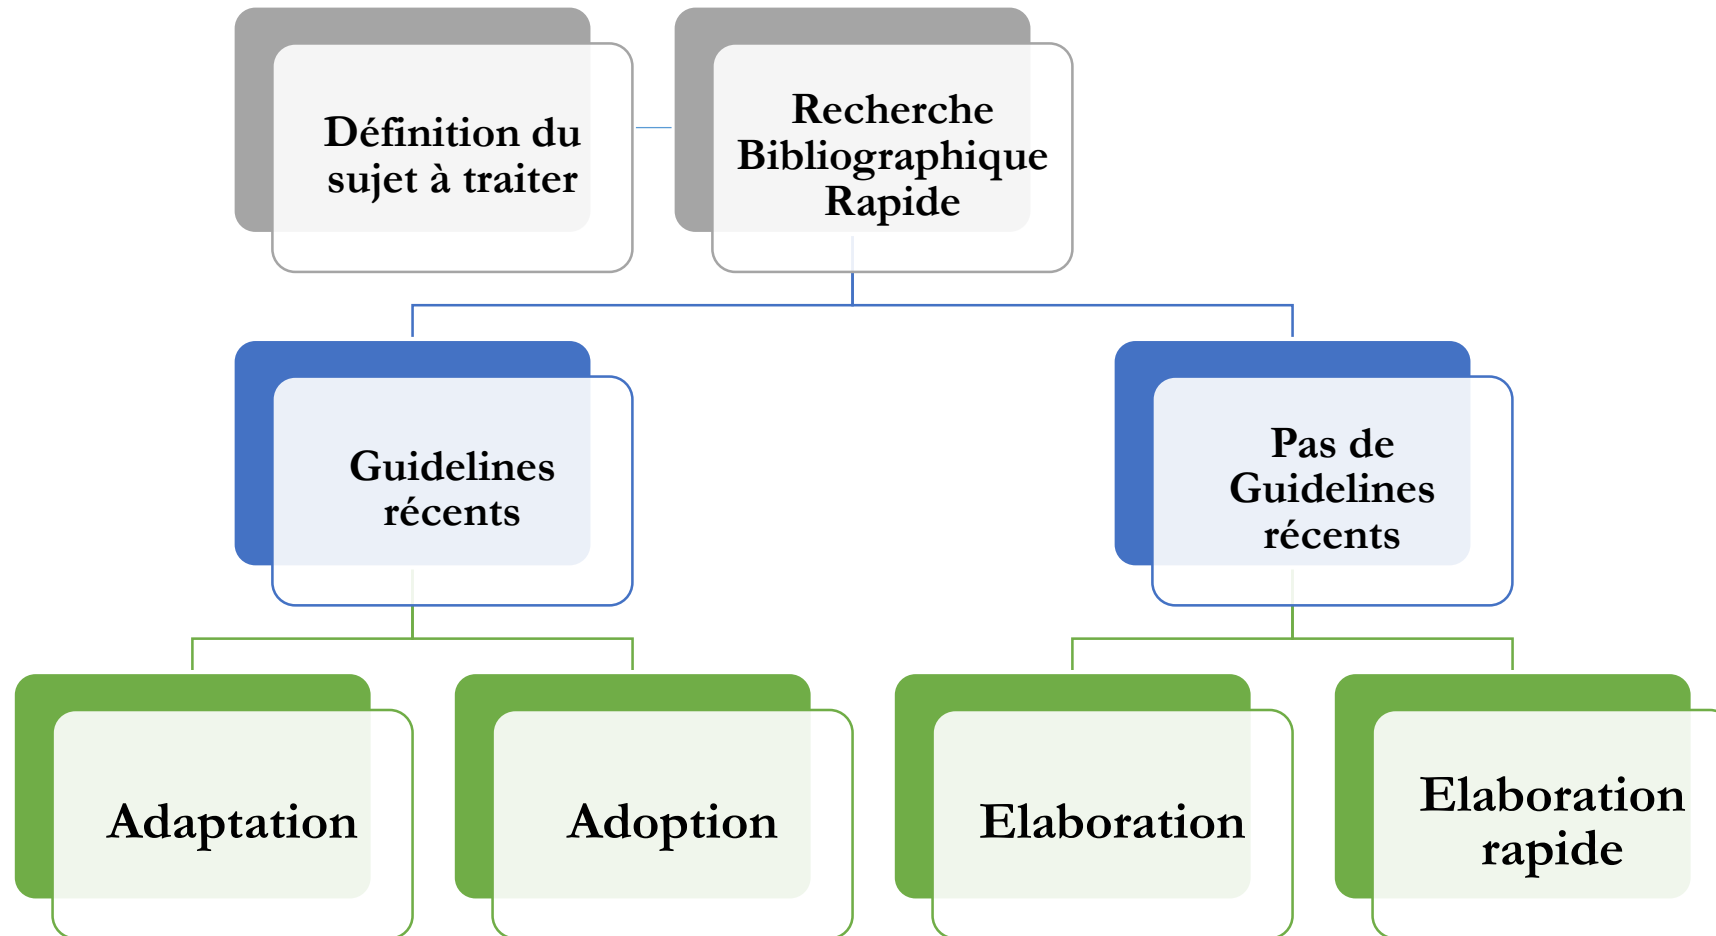 Définition du
sujet à traiter
Recherche
Bibliographique
Rapide
Guidelines
récents
Pas de
Guidelines
récents
Adaptation
Adoption
Elaboration
Elaboration
rapide